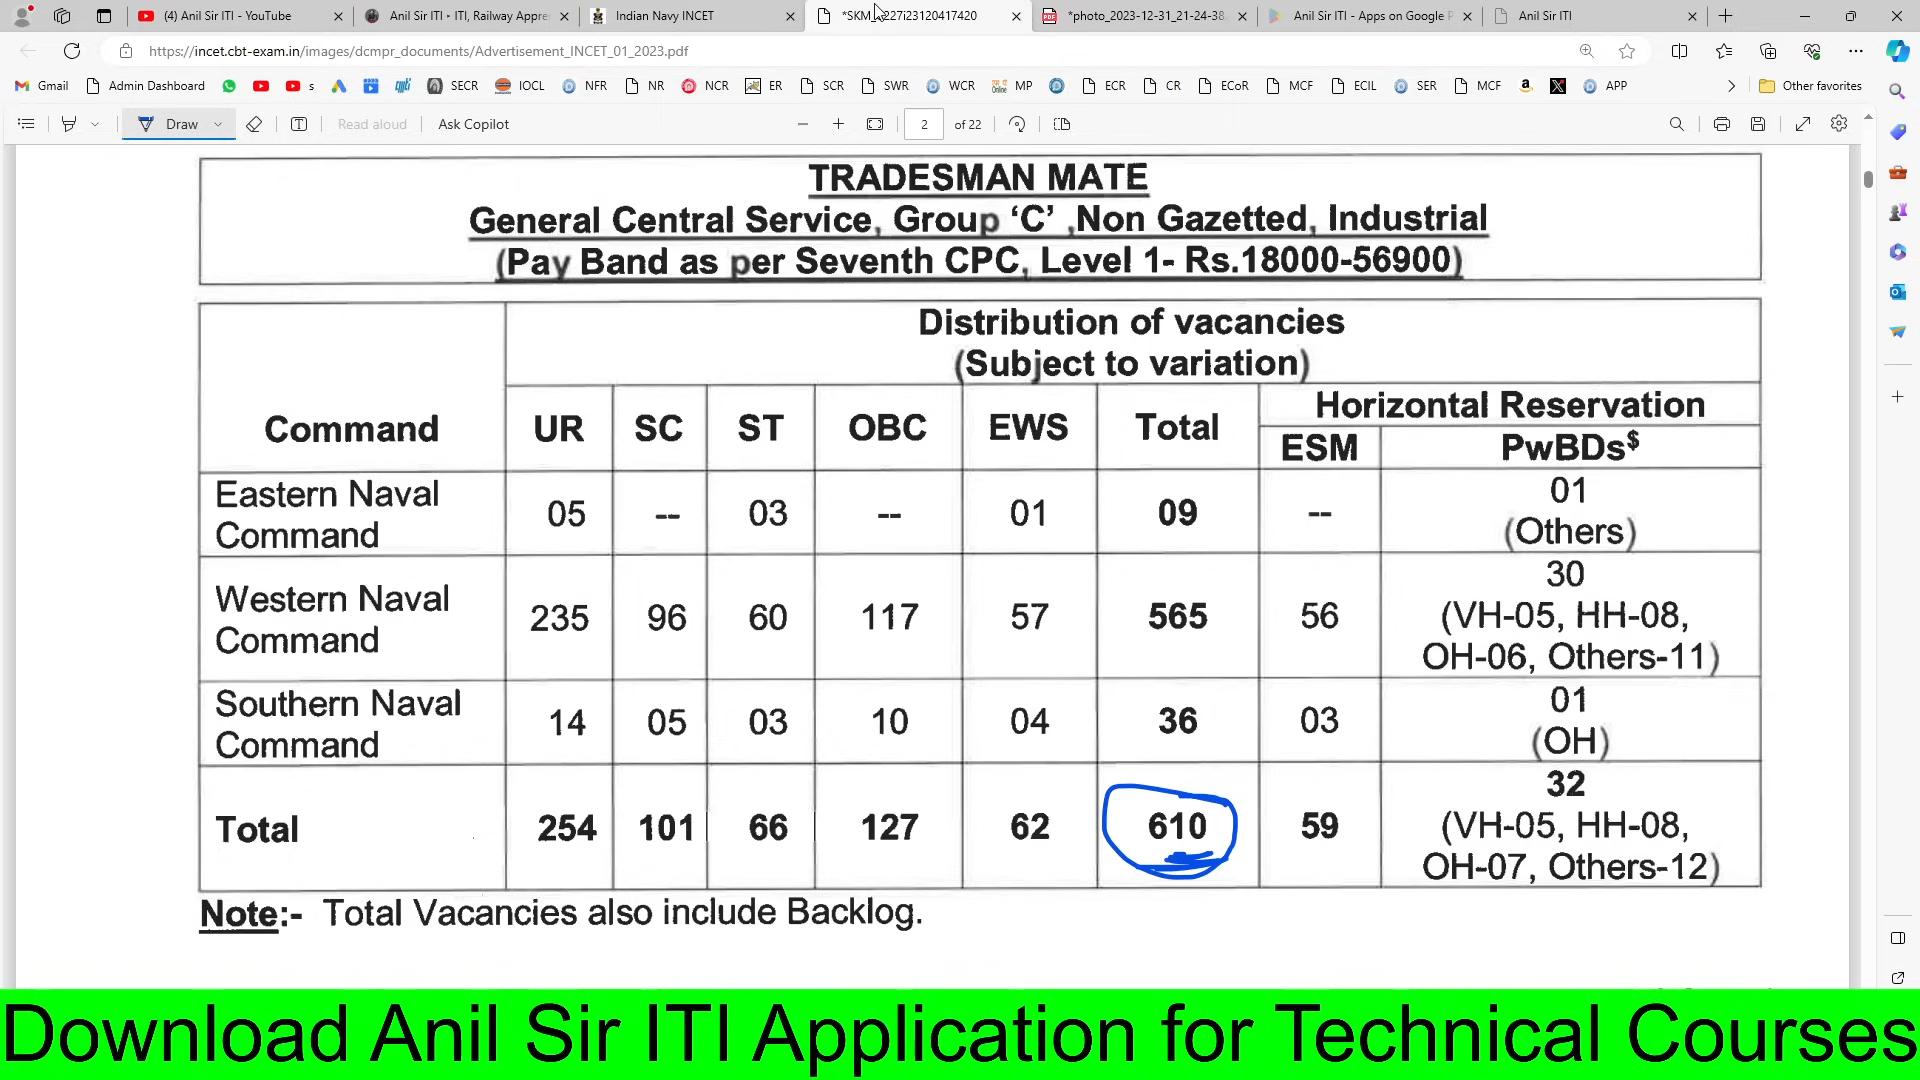 (4) Anil Sir ITI - YouTube
Anil Sir ITI • ITI, Railway Appre
Indian Navy INCET
*SKM_
227i23120417420
*photo_2023-12-31_21-24-38.
Anil Sir ITI - Apps on Google P
Anil Sir ITI
https://incet.cbt-exam.in/images/dcmpr_documents/Advertisement_INCET_01_2023.pdf
Gmail
Admin Dashboard
s
SECR
IOCL
NFR
NR
NCR
ER
SCR
SWR
WCR
MP
ECR
CR
ECoR
MCF
ECIL
SER
MCF
APP
Other favorites
Draw
Read aloud
Ask Copilot
2 of 22
TRADESMAN MATE
General Central Service, Group ‘C’ ,Non Gazetted, Industrial
(Pay Band as per Seventh CPC, Level 1- Rs.18000-56900)
Distribution of vacancies
(Subject to variation)
Command UR SC ST OBC EWS Total Horizontal Reservation
ESM PwBDs$
Eastern Naval Command 05 -- 03 -- 01 09 -- 01
(Others)
Western Naval Command 235 96 60 117 57 565 56 30
(VH-05, HH-08,
OH-06, Others-11)
Southern Naval Command 14 05 03 10 04 36 03 01
(OH)
Total 254 101 66 127 62 610 59 32
(VH-05, HH-08,
OH-07, Others-12)
Note:- Total Vacancies also include Backlog.
Download Anil Sir ITI Application for Technical Courses